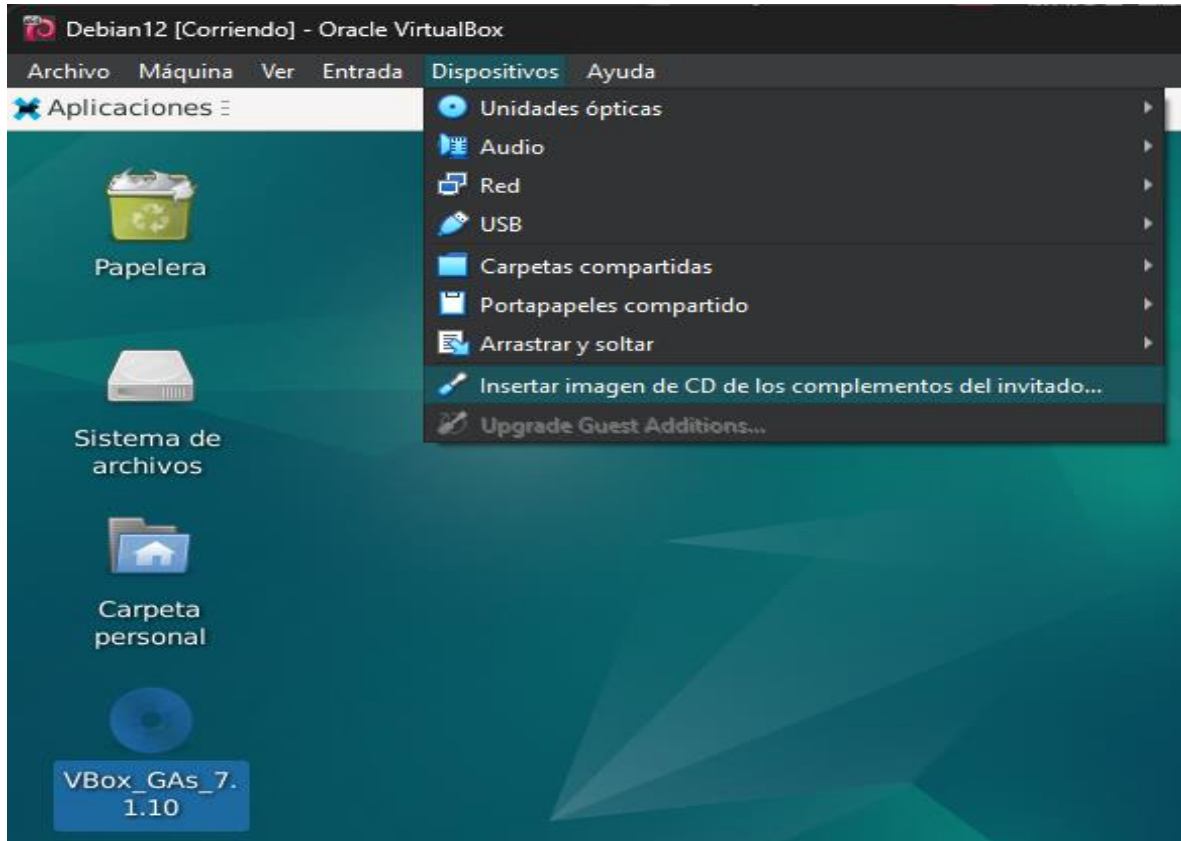 Debian12 [Corriendo] - Oracle VirtualBox
Archivo Máquina Ver Entrada Dispositivos Ayuda
Aplicaciones
Unidades ópticas
Audio
Red
USB
Carpetas compartidas
Portapapeles compartido
Arrastrar y soltar
Insertar imagen de CD de los complementos del invitado...
Upgrade Guest Additions...
Papelera
Sistema de
archivos
Carpeta
personal
VBox_GAs_7.
1.10